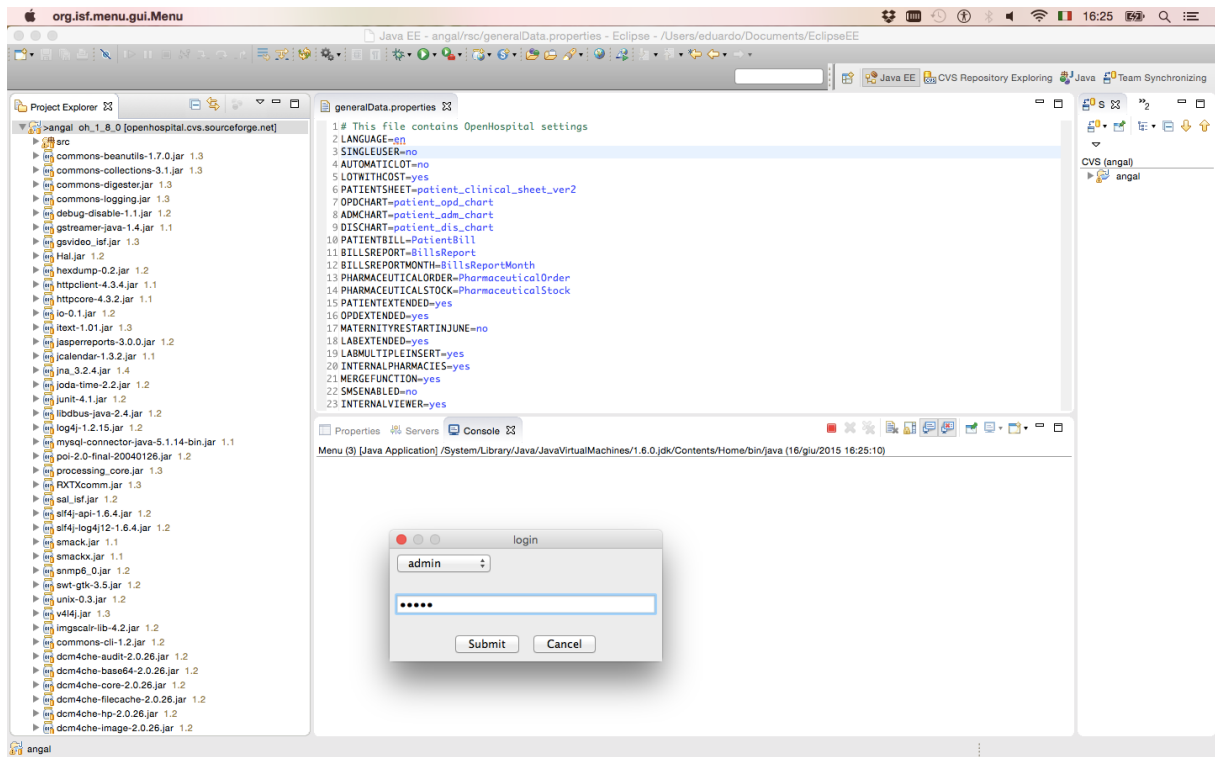 org.isf.menu.gui.Menu
16:25
Java EE - angal/rsc/generalData.properties - Eclipse - /Users/eduardo/Documents/EclipseEE
Java EE
CVS Repository Exploring
Java
Team Synchronizing
Project Explorer
>angal oh_1_8_0 [openhospital.cvs.sourceforge.net]
src
commons-beanutils-1.7.0.jar 1.3
commons-collections-3.1.jar 1.3
commons-digester.jar 1.3
commons-logging.jar 1.3
debug-disable-1.1.jar 1.2
gstreamer-java-1.4.jar 1.1
gsvideo_isf.jar 1.3
Hal.jar 1.2
hexdump-0.2.jar 1.2
httpclient-4.3.4.jar 1.1
httpcore-4.3.2.jar 1.1
io-0.1.jar 1.2
itext-1.01.jar 1.3
jasperreports-3.0.0.jar 1.2
jcalendar-1.3.2.jar 1.1
jna_3.2.4.jar 1.4
joda-time-2.2.jar 1.2
junit-4.1.jar 1.2
libdbus-java-2.4.jar 1.2
log4j-1.2.15.jar 1.2
mysql-connector-java-5.1.14-bin.jar 1.1
poi-2.0-final-20040126.jar 1.2
processing_core.jar 1.3
RXTXcomm.jar 1.3
sal_isf.jar 1.2
slf4j-api-1.6.4.jar 1.2
slf4j-log4j12-1.6.4.jar 1.2
smack.jar 1.1
smackx.jar 1.1
snmp6_0.jar 1.2
swt-gtk-3.5.jar 1.2
unix-0.3.jar 1.2
v4l4j.jar 1.3
imgscalr-lib-4.2.jar 1.2
commons-cli-1.2.jar 1.2
dcm4che-audit-2.0.26.jar 1.2
dcm4che-base64-2.0.26.jar 1.2
dcm4che-core-2.0.26.jar 1.2
dcm4che-filecache-2.0.26.jar 1.2
dcm4che-hp-2.0.26.jar 1.2
dcm4che-image-2.0.26.jar 1.2
generalData.properties
1 # This file contains OpenHospital settings
2 LANGUAGE=en
3 SINGLEUSER=no
4 AUTOMATICLOT=no
5 LOTWITHCOST=yes
6 PATIENTSHEET=patient_clinical_sheet_ver2
7 OPDCHART=patient_opd_chart
8 ADMCHART=patient_adm_chart
9 DISCHART=patient_dis_chart
10 PATIENTBILL=PatientBill
11 BILLSREPORT=BillsReport
12 BILLSREPORTMONTH=BillsReportMonth
13 PHARMACEUTICALORDER=PharmaceuticalOrder
14 PHARMACEUTICALSTOCK=PharmaceuticalStock
15 PATIENTEXTENDED=yes
16 OPDEXTENDED=yes
17 MATERNITYRESTARTINJUNE=no
18 LABEXTENDED=yes
19 LABMULTIPLEINSERT=yes
20 INTERNALPHARMACIES=yes
21 MERGEFUNCTION=yes
22 SMSENABLED=no
23 INTERNALVIEWER=yes
S
»2
CVS (angal)
angal
Properties
Servers
Console
Menu (3) [Java Application] /System/Library/Java/JavaVirtualMachines/1.6.0.jdk/Contents/Home/bin/java (16/giu/2015 16:25:10)
login
admin
•••••
Submit
Cancel
angal